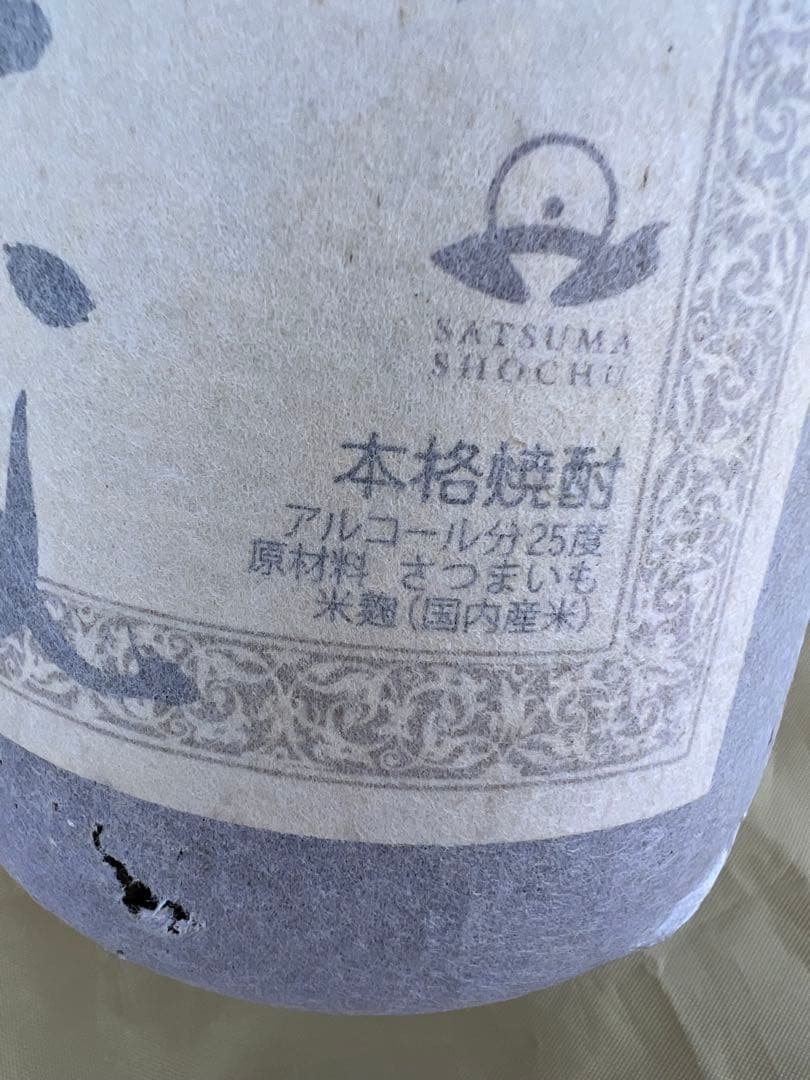 SATSUMA
SHOCHU
本格焼酎
アルコール分25度
原材料 さつまいも
米麹(国内産米)